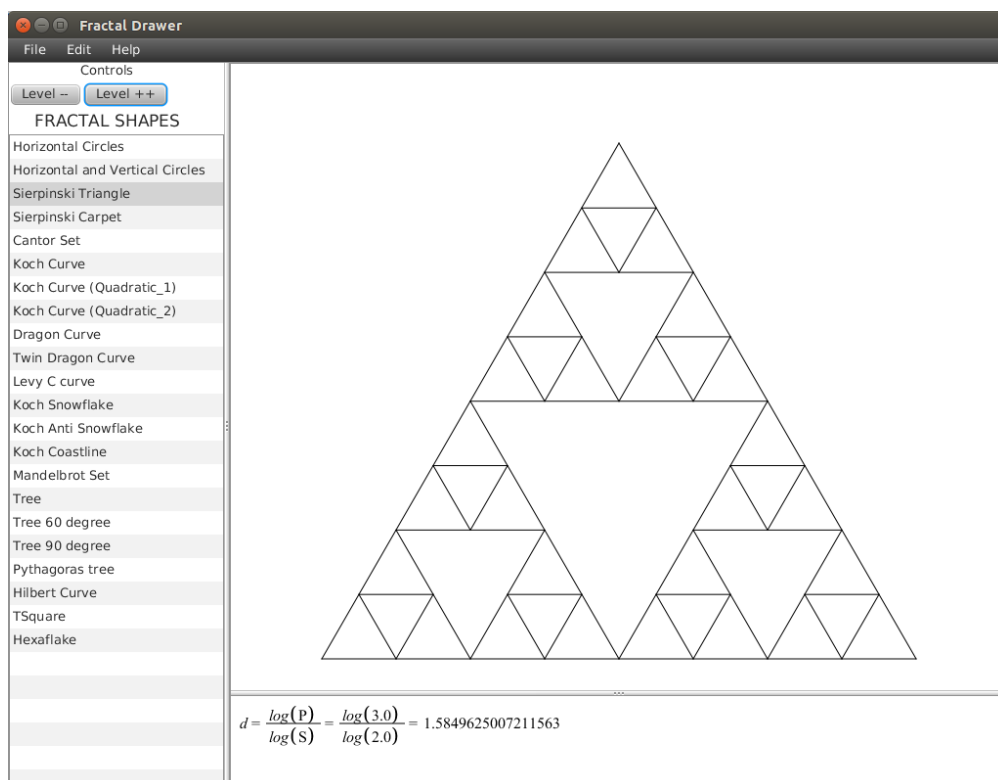 Fractal Drawer
File Edit Help
Controls
Level -- Level ++
FRACTAL SHAPES
Horizontal Circles
Horizontal and Vertical Circles
Sierpinski Triangle
Sierpinski Carpet
Cantor Set
Koch Curve
Koch Curve (Quadratic_1)
Koch Curve (Quadratic_2)
Dragon Curve
Twin Dragon Curve
Levy C curve
Koch Snowflake
Koch Anti Snowflake
Koch Coastline
Mandelbrot Set
Tree
Tree 60 degree
Tree 90 degree
Pythagoras tree
Hilbert Curve
TSquare
Hexaflake
d = log(P) / log(S) = log(3.0) / log(2.0) = 1.5849625007211563